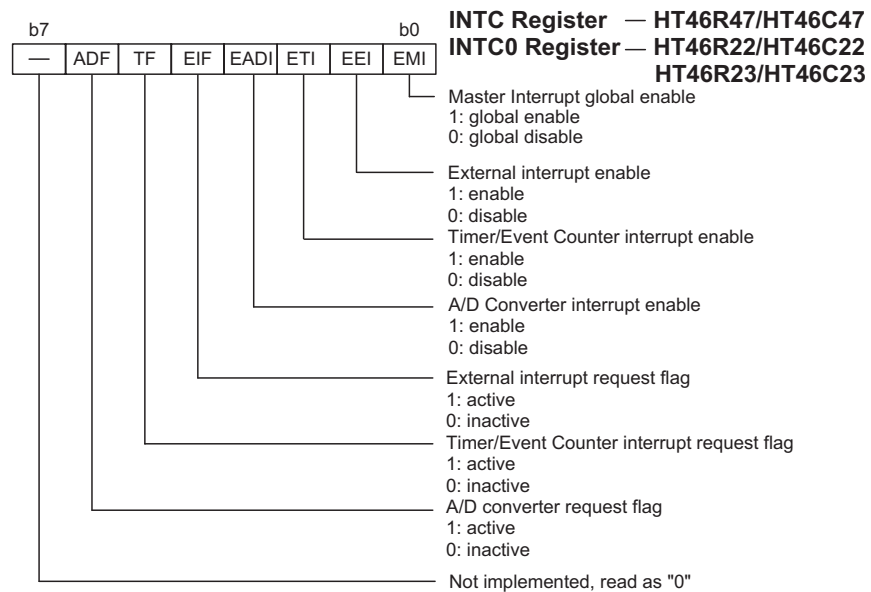 INTC Register — HT46R47/HT46C47
INTC0 Register — HT46R22/HT46C22
HT46R23/HT46C23
b7 b0
— ADF TF EIF EADI ETI EEI EMI
Master Interrupt global enable
1: global enable
0: global disable
External interrupt enable
1: enable
0: disable
Timer/Event Counter interrupt enable
1: enable
0: disable
A/D Converter interrupt enable
1: enable
0: disable
External interrupt request flag
1: active
0: inactive
Timer/Event Counter interrupt request flag
1: active
0: inactive
A/D converter request flag
1: active
0: inactive
Not implemented, read as "0"